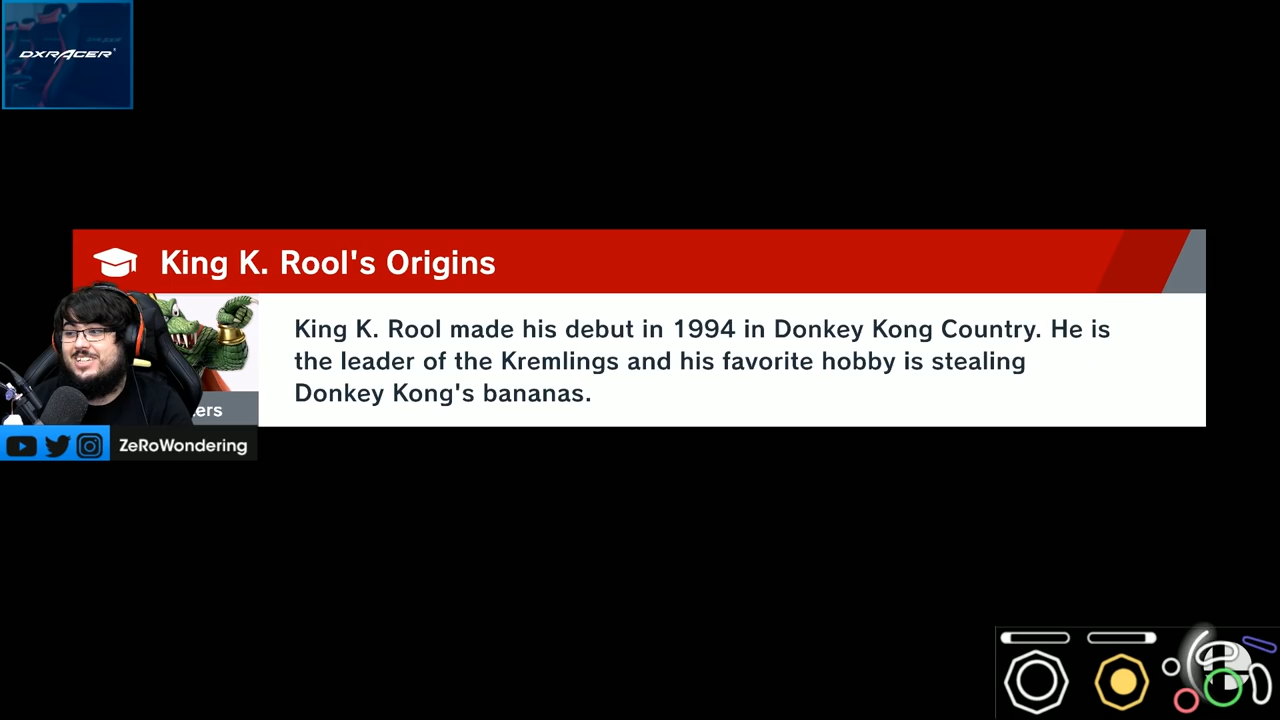 DXRACER
King K. Rool's Origins
King K. Rool made his debut in 1994 in Donkey Kong Country. He is
the leader of the Kremlings and his favorite hobby is stealing
Donkey Kong's bananas.
ers
ZeRoWondering